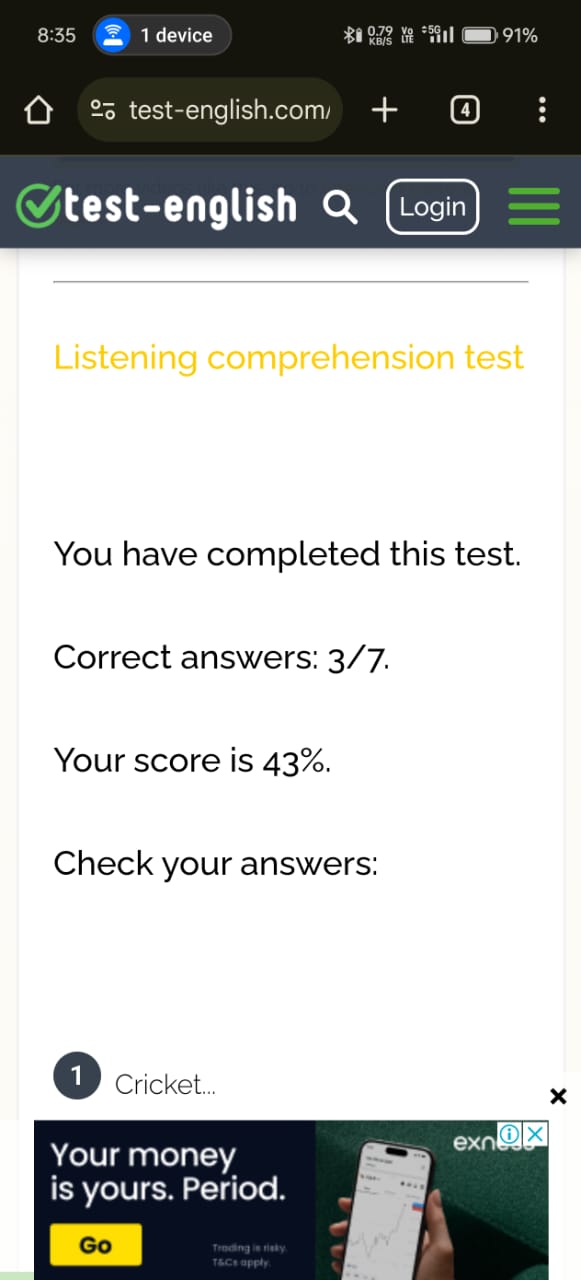 8:35
1 device
0.79
KB/S
Vo
LTE
5G
91%
test-english.com/
4
test-english
Login
Listening comprehension test
You have completed this test.
Correct answers: 3/7.
Your score is 43%.
Check your answers:
1
Cricket...
Your money
is yours. Period.
Go
Trading is risky.
T&Cs apply.